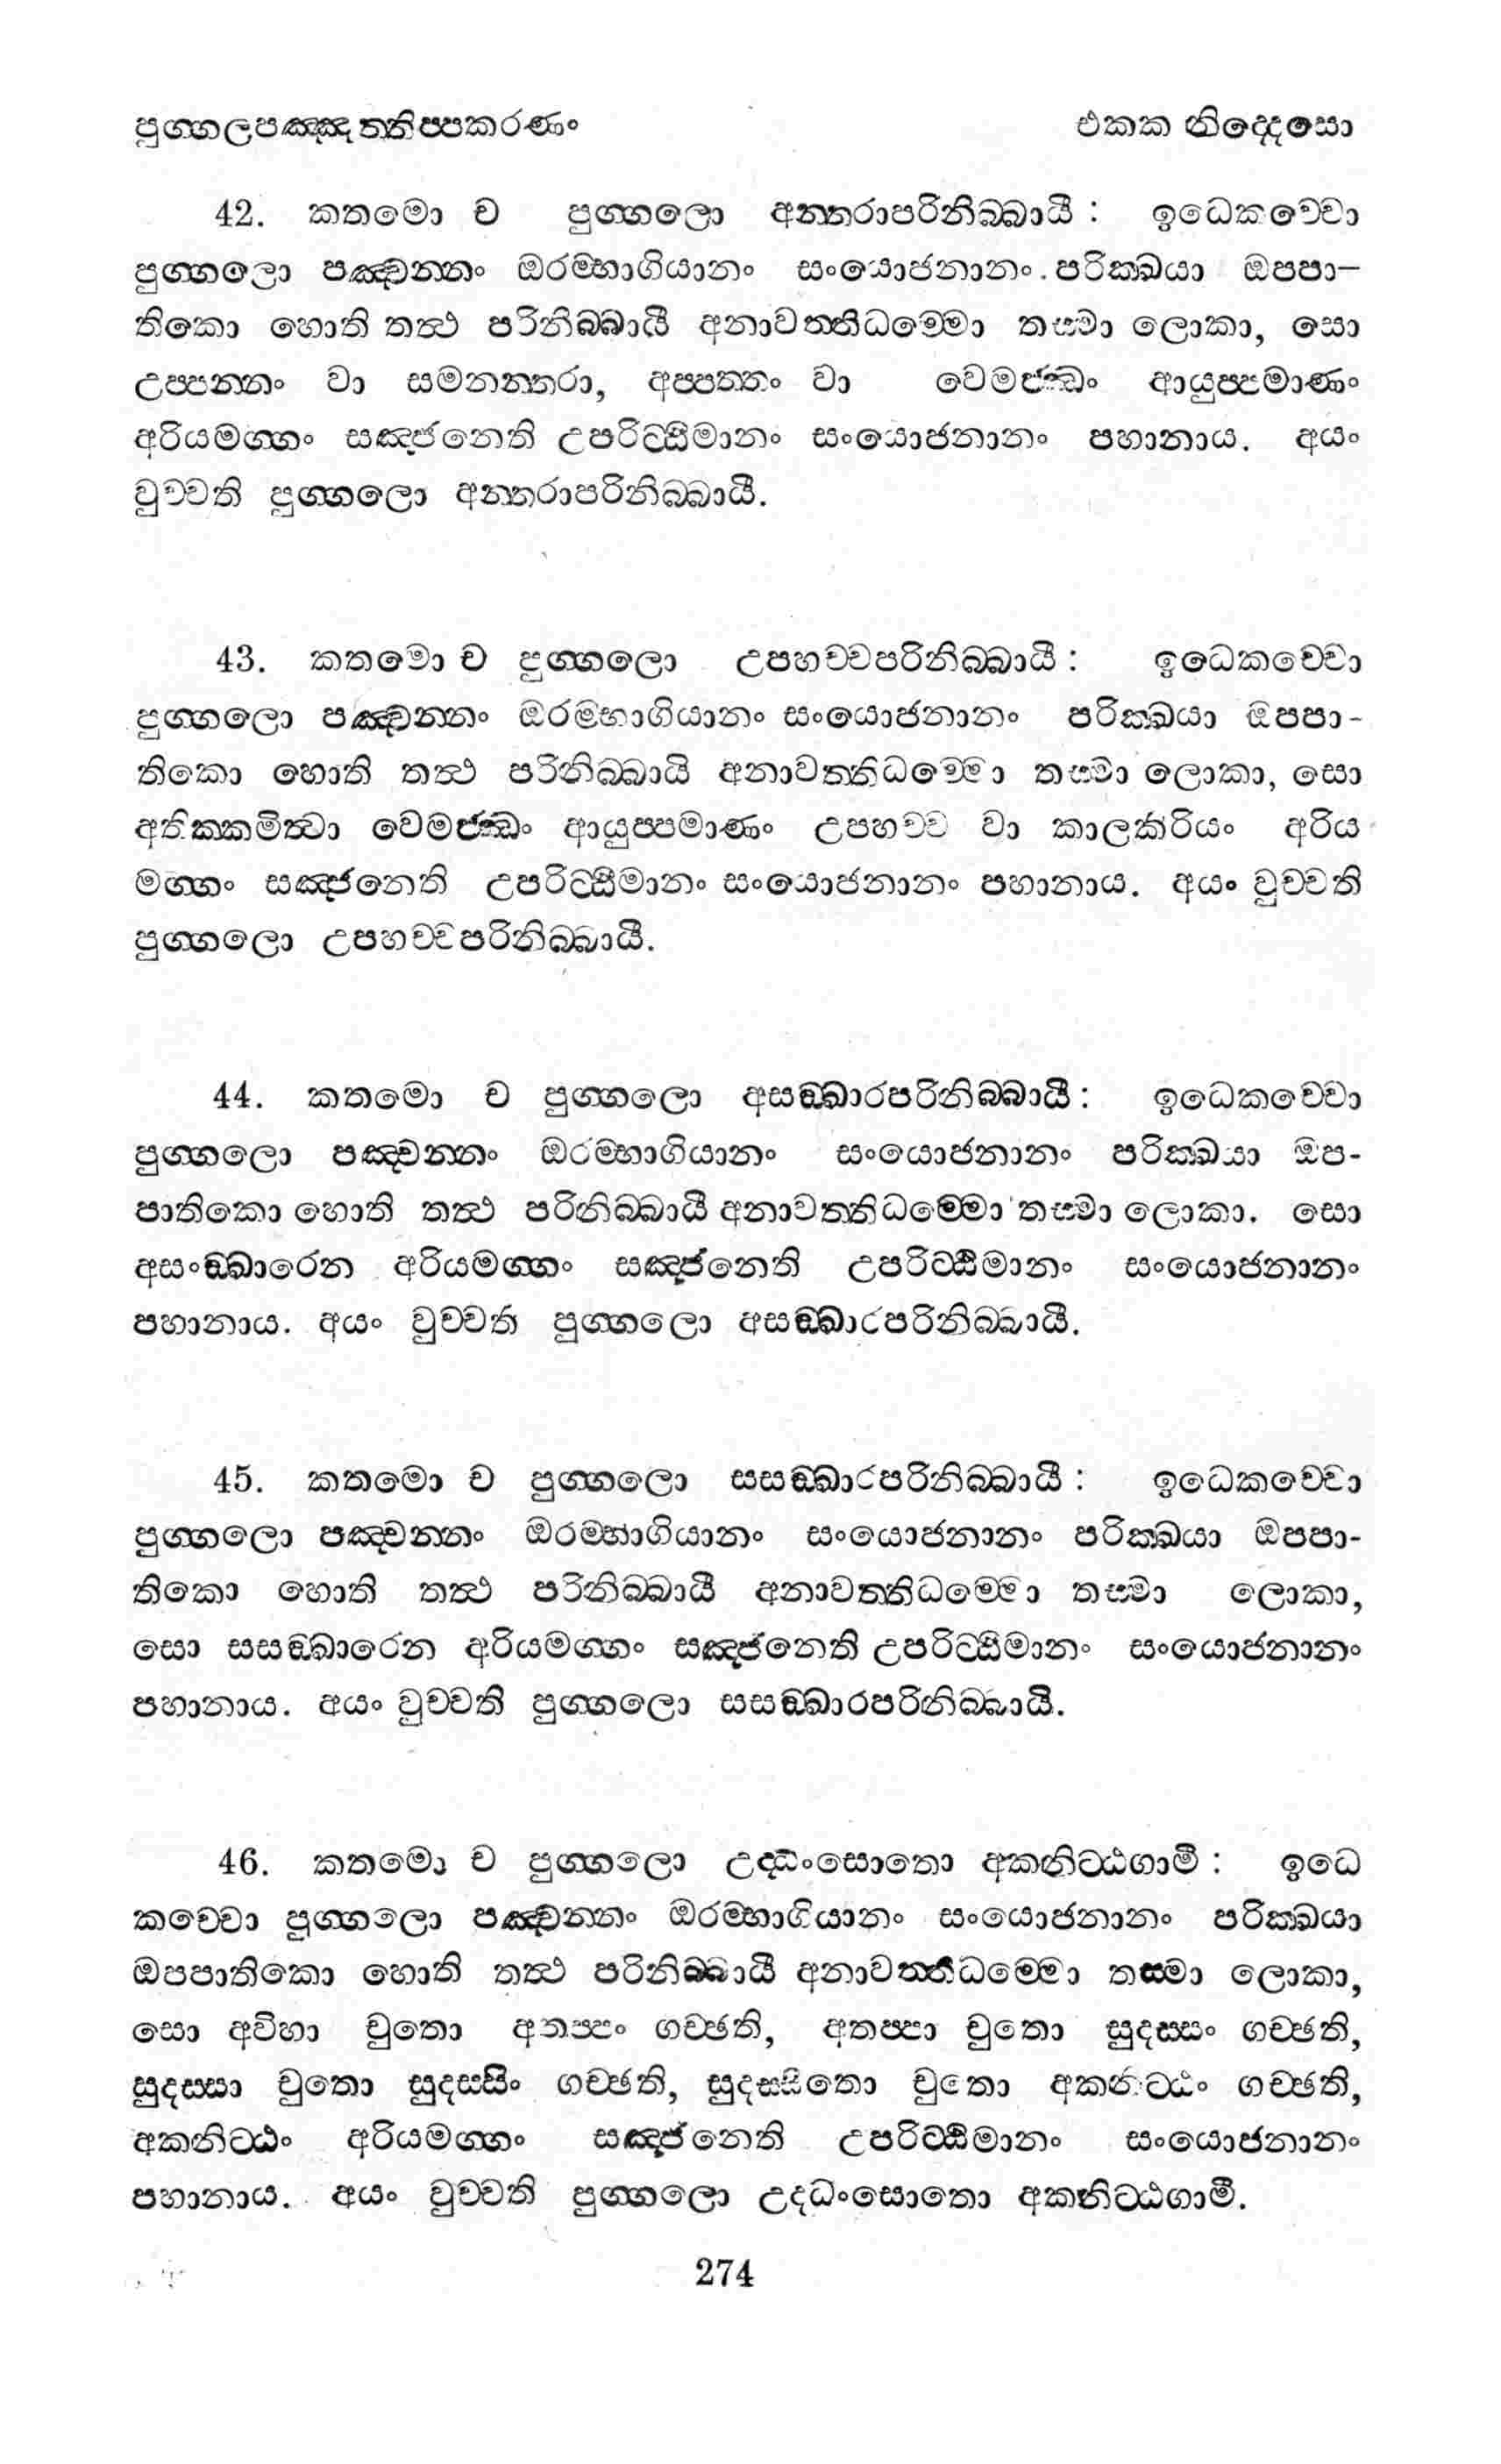 පුග්ගලපඤ්ඤත්තිප්පකරණං එකක නිද්දෙසො
42. කතමො ච පුග්ගලො අන්තරාපරිනිබ්බායී : ඉධෙකච්චො
පුග්ගලො පඤ්චන්නං ඔරම්භාගියානං සංයොජනානං. පරික්ඛයා ඔපපා-
තිකො හොති තත්ථ පරිනිබ්බායී අනාවත්තිධම්මො තස්මා ලොකා, සො
උප්පන්නං වා සමනන්තරා, අප්පත්තං වා වෙමජ්ඣං ආයුප්පමාණං
අරියමග්ගං සඤ්ජනෙති උපරිට්ඨිමානං සංයොජනානං පහානාය. අයං
වුච්චති පුග්ගලො අන්තරාපරිනිබ්බායී.
43. කතමො ච පුග්ගලො උපහච්චපරිනිබ්බායී : ඉධෙකච්චො
පුග්ගලො පඤ්චන්නං ඔරම්භාගියානං සංයොජනානං පරික්ඛයා ඔපපා-
තිකො හොති තත්ථ පරිනිබ්බායි අනාවත්තිධම්මො තස්මා ලොකා, සො
අතික්කමිත්වා වෙමජ්ඣං ආයුප්පමාණං උපහච්ච වා කාලකිරියං අරිය
මග්ගං සඤ්ජනෙති උපරිට්ඨිමානං සංයොජනානං පහානාය. අයං වුච්චති
පුග්ගලො උපහච්චපරිනිබ්බායී.
44. කතමො ච පුග්ගලො අසඞ්ඛාරපරිනිබ්බායී : ඉධෙකච්චො
පුග්ගලො පඤ්චන්නං ඔරම්භාගියානං සංයොජනානං පරික්ඛයා ඔප-
පාතිකො හොති තත්ථ පරිනිබ්බායී අනාවත්තිධම්මො තස්මා ලොකා. සො
අසංඞ්ඛාරෙන අරියමග්ගං සඤ්ජනෙති උපරිට්ඨිමානං සංයොජනානං
පහානාය. අයං වුච්චති පුග්ගලො අසඞ්ඛාරපරිනිබ්බායී.
45. කතමො ච පුග්ගලො සසඞ්ඛාරපරිනිබ්බායී : ඉධෙකච්චො
පුග්ගලො පඤ්චන්නං ඔරම්භාගියානං සංයොජනානං පරික්ඛයා ඔපපා-
තිකො හොති තත්ථ පරිනිබ්බායී අනාවත්තිධම්මො තස්මා ලොකා,
සො සසඞ්ඛාරෙන අරියමග්ගං සඤ්ජනෙති උපරිට්ඨිමානං සංයොජනානං
පහානාය. අයං වුච්චති පුග්ගලො සසඞ්ඛාරපරිනිබ්බායී.
46. කතමො ච පුග්ගලො උද්ධංසොතො අකනිට්ඨගාමී : ඉධෙ
කච්චො පුග්ගලො පඤ්චන්නං ඔරම්භාගියානං සංයොජනානං පරික්ඛයා
ඔපපාතිකො හොති තත්ථ පරිනිබ්බායී අනාවත්තිධම්මො තස්මා ලොකා,
සො අවිහා චුතො අතප්පං ගච්ඡති, අතප්පා චුතො සුදස්සං ගච්ඡති,
සුදස්සා චුතො සුදස්සිං ගච්ඡති, සුදස්සිතො චුතො අකනිට්ඨං ගච්ඡති,
අකනිට්ඨං අරියමග්ගං සඤ්ජනෙති උපරිට්ඨිමානං සංයොජනානං
පහානාය. අයං වුච්චති පුග්ගලො උද්ධංසොතො අකනිට්ඨගාමී.
274